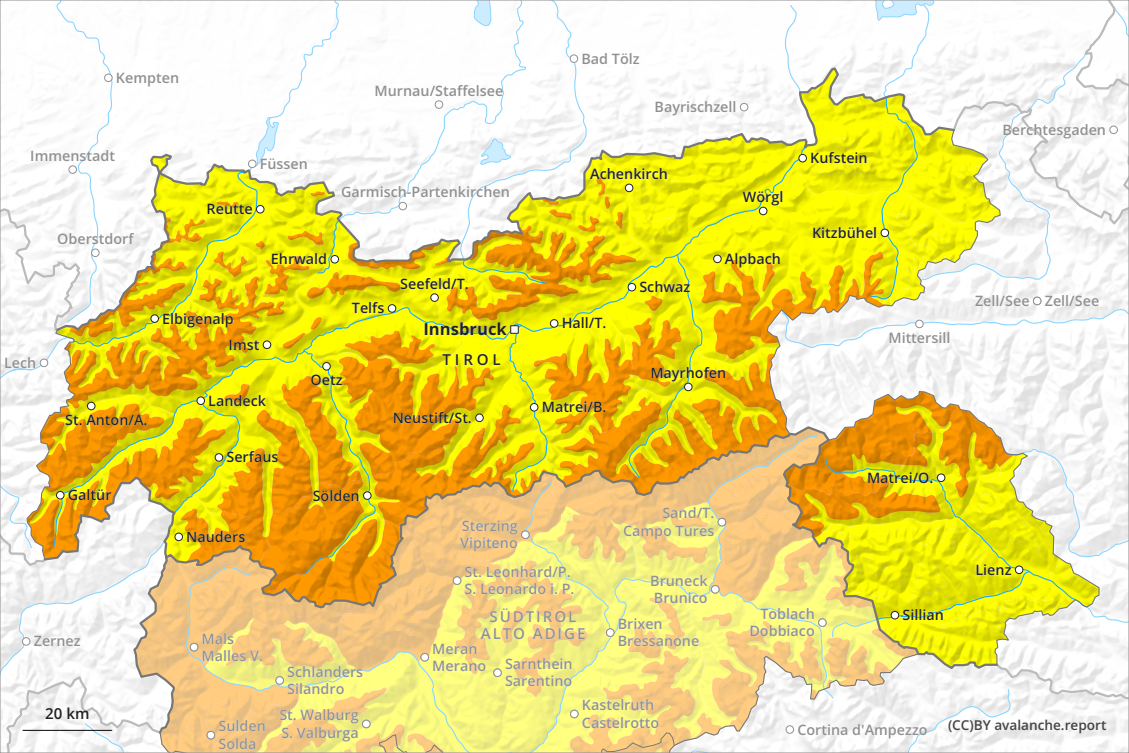 Kempten
Bad Tölz
Murnau/Staffelsee
Bayrischzell
Berchtesgaden
Immenstadt
Füssen
Kufstein
Achenkirch
Garmisch-Partenkirchen
Wörgl
Reutte
Kitzbühel
Oberstdorf
Ehrwald
Alpbach
Seefeld/T.
Schwaz
Zell/See
Zell/See
Telfs
Elbigenalp
Innsbruck
Hall/T.
Mittersill
Imst
TIROL
Lech
Oetz
Mayrhofen
Landeck
Matrei/B.
St. Anton/A.
Neustift/St.
Serfaus
Matrei/O.
Galtür
Sölden
Sand/T.
Campo Tures
Sterzing
Vipiteno
Nauders
St. Leonhard/P.
S. Leonardo i. P.
Lienz
Bruneck
Brunico
SÜDTIROL
ALTO ADIGE
Toblach
Dobbiaco
Sillian
Brixen
Bressanone
Zernez
Mals
Malles V.
Meran
Merano
Sarnthein
Sarentino
Schlanders
Silandro
Kastelruth
Castelrotto
20 km
St. Walburg
S. Valburga
Sulden
Solda
Cortina d'Ampezzo
(CC)BY avalanche.report